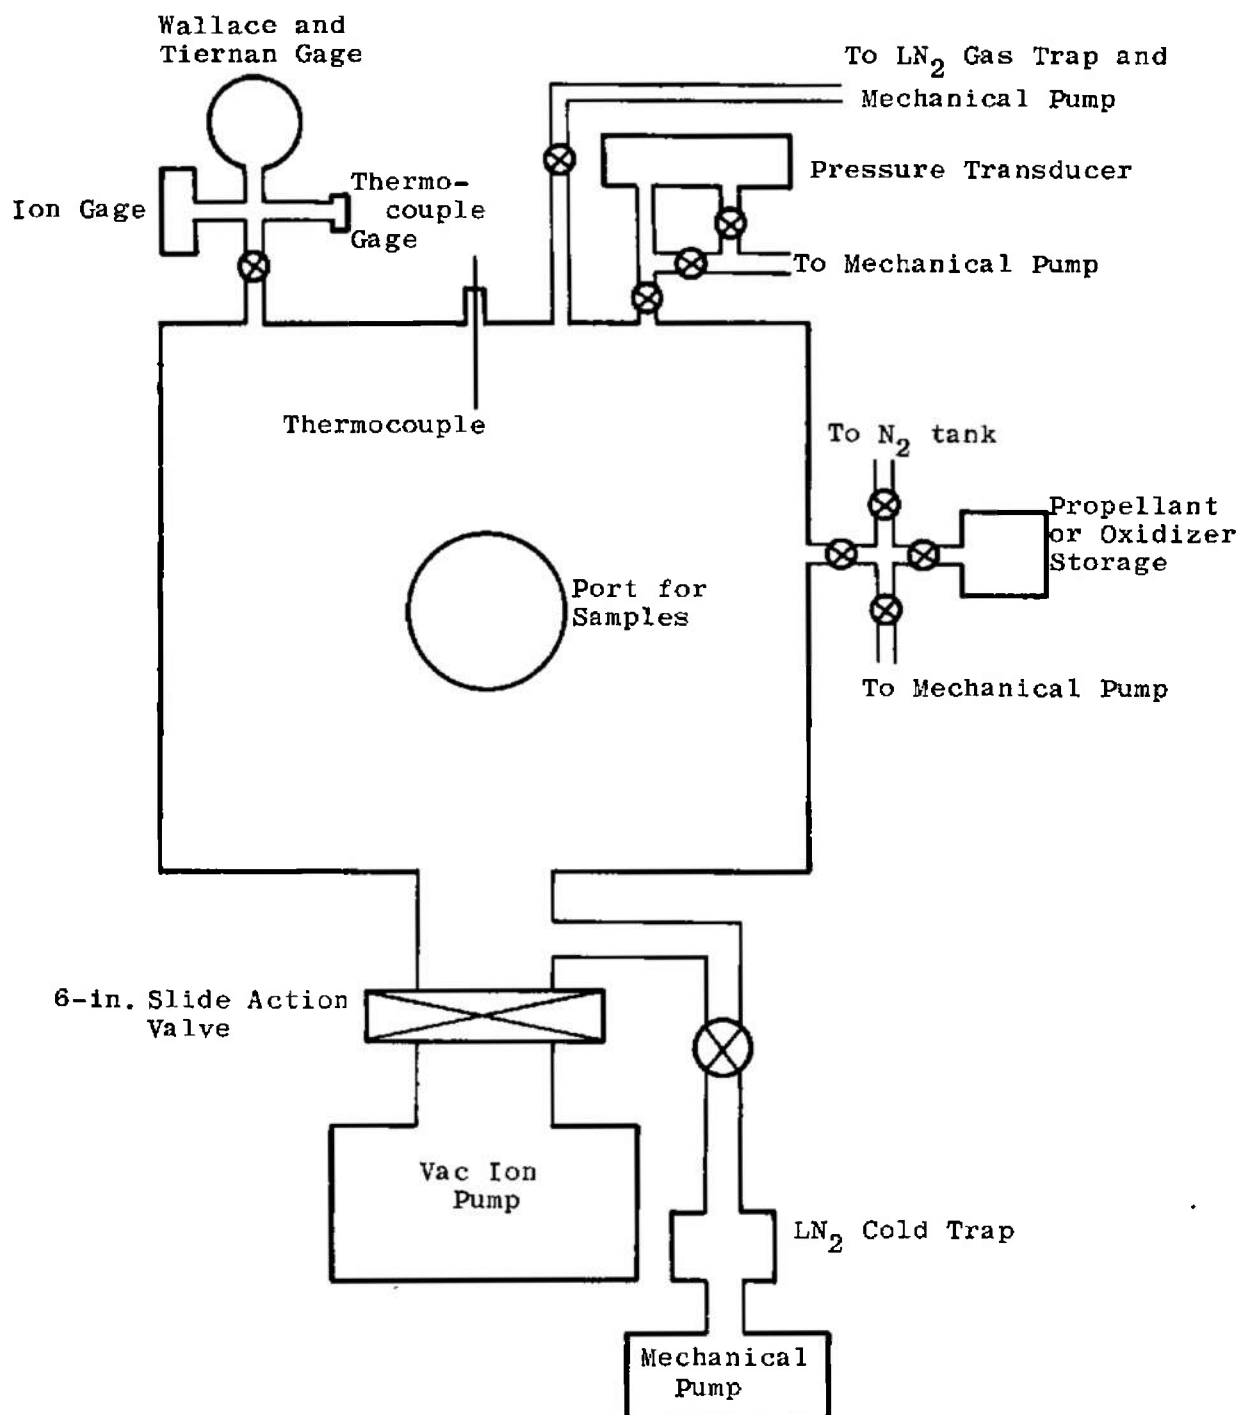 Wallace and
Tiernan Gage
To LN2 Gas Trap and
Mechanical Pump
Pressure Transducer
Thermo-
couple
Gage
Ion Gage
To Mechanical Pump
Thermocouple
To N2 tank
Propellant
or Oxidizer
Storage
Port for
Samples
To Mechanical Pump
6-in. Slide Action
Valve
Vac Ion
Pump
LN2 Cold Trap
Mechanical
Pump